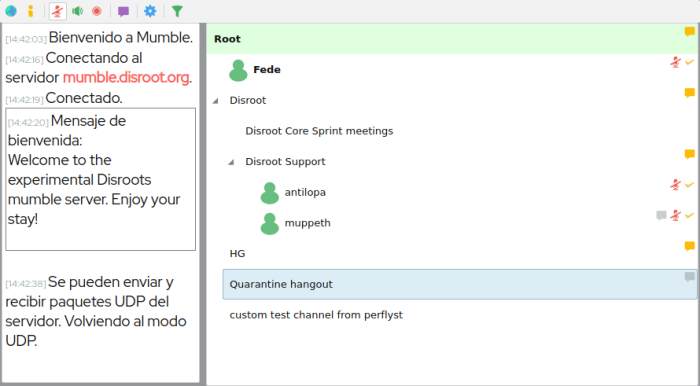 [14:42:03] Bienvenido a Mumble.
[14:42:16] Conectando al
servidor mumble.disroot.org.
[14:42:19] Conectado.
[14:42:20] Mensaje de
bienvenida:
Welcome to the
experimental Disroots
mumble server. Enjoy your
stay!
[14:42:38] Se pueden enviar y
recibir paquetes UDP del
servidor. Volviendo al modo
UDP.
Root
Fede
Disroot
Disroot Core Sprint meetings
Disroot Support
antilopa
muppeth
HG
Quarantine hangout
custom test channel from perflyst